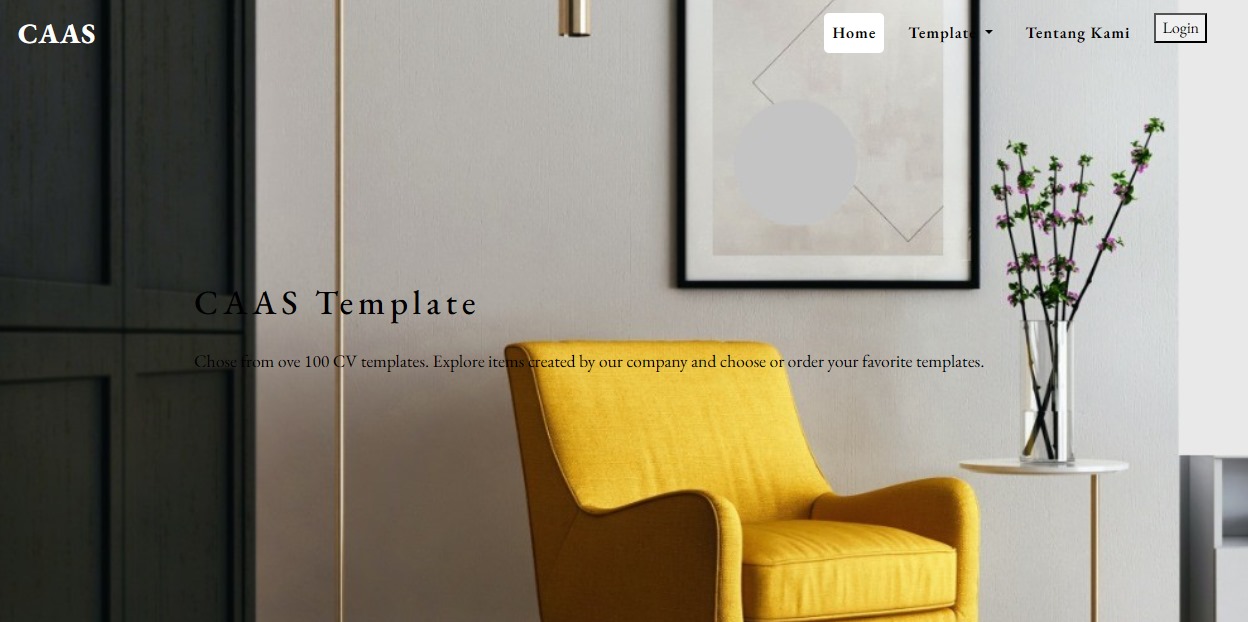 CAAS
Home
Template
Tentang Kami
Login
CAAS Template
Chose from ove 100 CV templates. Explore items created by our company and choose or order your favorite templates.